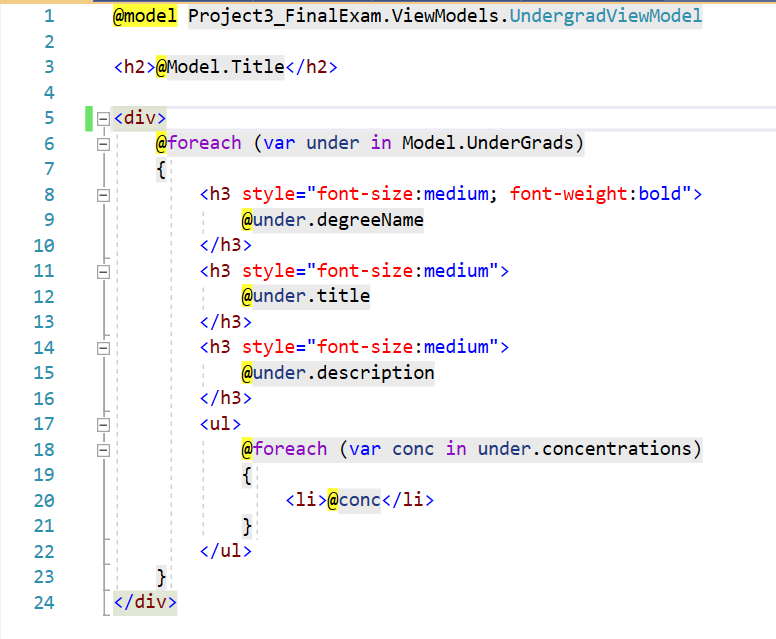 1 @model Project3_FinalExam.ViewModels.UndergradViewModel
2
3 <h2>@Model.Title</h2>
4
5 <div>
6 @foreach (var under in Model.UnderGrads)
7 {
8 <h3 style="font-size:medium; font-weight:bold">
9 @under.degreeName
10 </h3>
11 <h3 style="font-size:medium">
12 @under.title
13 </h3>
14 <h3 style="font-size:medium">
15 @under.description
16 </h3>
17 <ul>
18 @foreach (var conc in under.concentrations)
19 {
20 <li>@conc</li>
21 }
22 </ul>
23 }
24 </div>